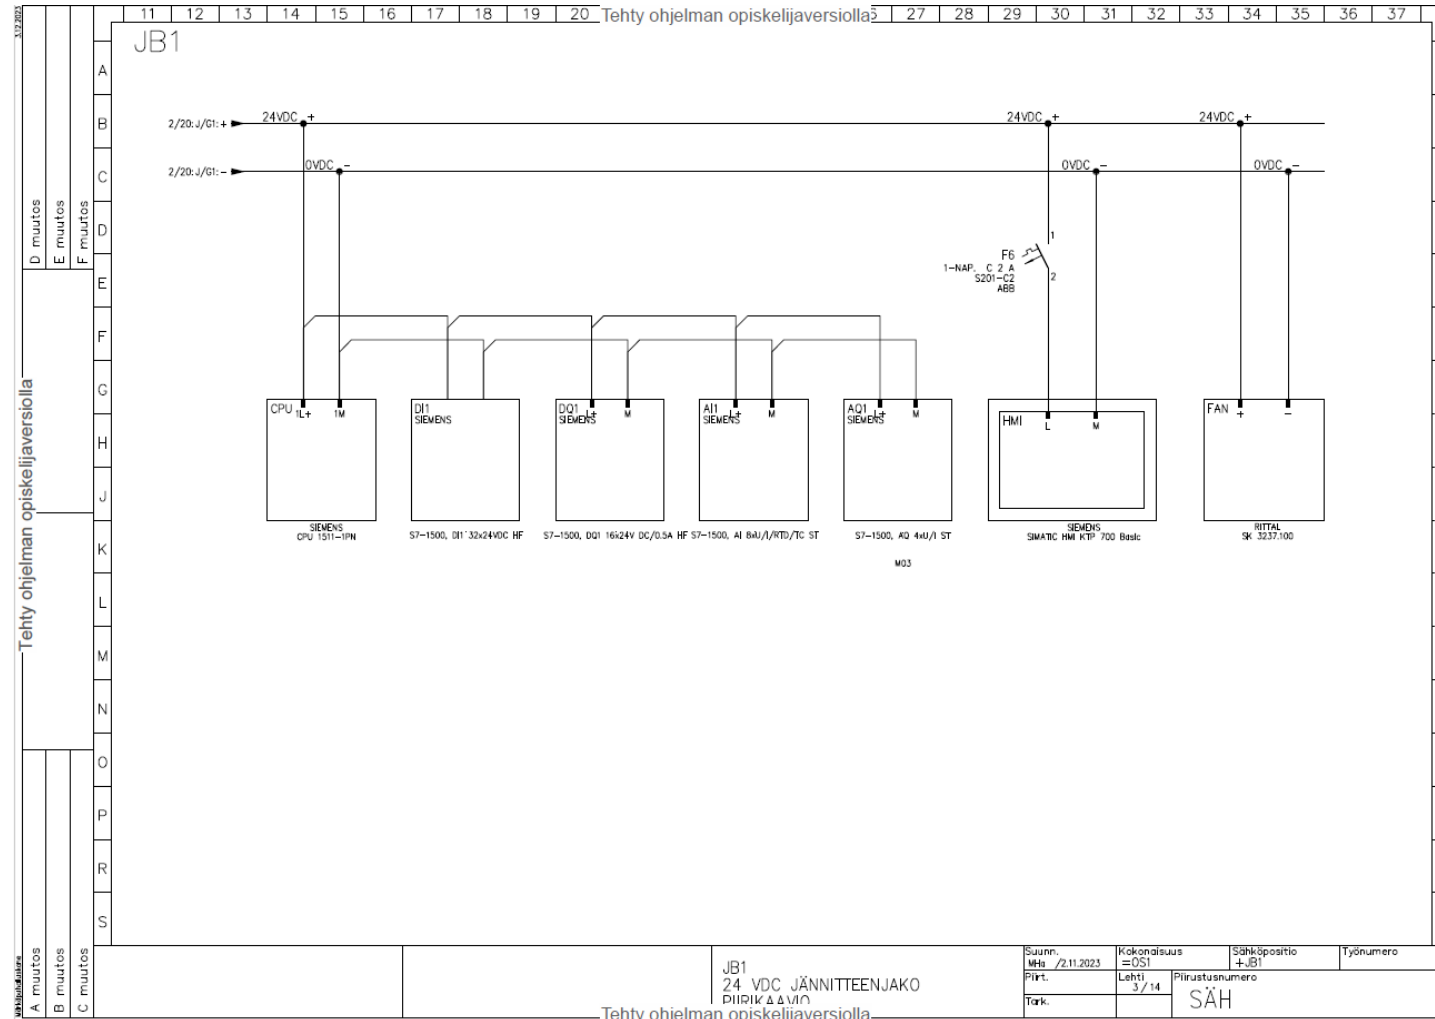 3.12.2023
11 12 13 14 15 16 17 18 19 20 Tehty ohjelman opiskelijaversiolla 27 28 29 30 31 32 33 34 35 36 37
JB1
A
B
C
D
E
F
G
H
J
K
L
M
N
O
P
R
S
2/20:J/G1:+
24VDC +
24VDC +
24VDC +
2/20:J/G1:-
0VDC -
0VDC -
0VDC -
1
F6
1-NAP. C 2 A
S201-C2
ABB
2
CPU 1L+ 1M
DI1
SIEMENS
DQ1 L+ M
SIEMENS
AI1 L+ M
SIEMENS
AQ1 L+ M
SIEMENS
HMI L M
FAN + -
SIEMENS
CPU 1511-1PN
S7-1500, DI1 32x24VDC HF
S7-1500, DQ1 16x24V DC/0.5A HF
S7-1500, AI 8xU/I/RTD/TC ST
S7-1500, AQ 4xU/I ST
M03
SIEMENS
SIMATIC HMI KTP 700 Basic
RITTAL
SK 3237.100
D muutos
E muutos
F muutos
Tehty ohjelman opiskelijaversiolla
A muutos
B muutos
C muutos
JB1
24 VDC JÄNNITTEENJAKO
PIIRIKAAVIO
Suunn.
MHa /2.11.2023
Piirt.
Tark.
Kokonaisuus
=OS1
Sähköpositio
+JB1
Työnumero
Lehti
3/14
Piirustusnumero
SÄH
Tehty ohjelman opiskelijaversiolla